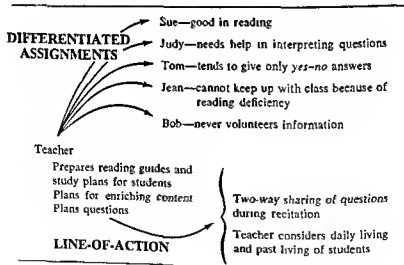 Sue—good in reading
DIFFERENTIATED
ASSIGNMENTS
Judy—needs help in interpreting questions
Tom—tends to give only yes–no answers
Jean—cannot keep up with class because of
reading deficiency
Bob—never volunteers information
Teacher
Prepares reading guides and
study plans for students
Plans for enriching content
Plans questions
LINE-OF-ACTION
Two-way sharing of questions
during recitation
Teacher considers daily living
and past living of students